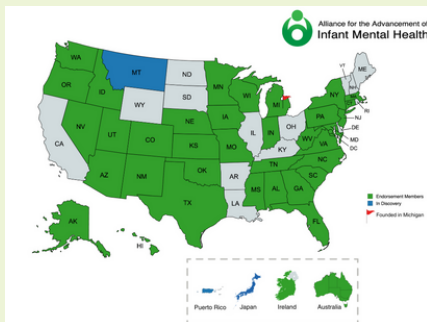 Alliance for the Advancement of
Infant Mental Health
WA
MT
ND
MN
VT
ME
OR
ID
SD
WI
MI
NY
NH
WY
RI
NV
NE
IA
PA
NJ
CA
UT
CO
IL
IN
OH
DE
MD
DC
KS
MO
WV
VA
KY
AZ
NM
OK
AR
TN
NC
SC
TX
LA
MS
AL
GA
FL
AK
HI
Endorsement Members
In Discovery
Founded in Michigan
Puerto Rico
Japan
Ireland
Australia